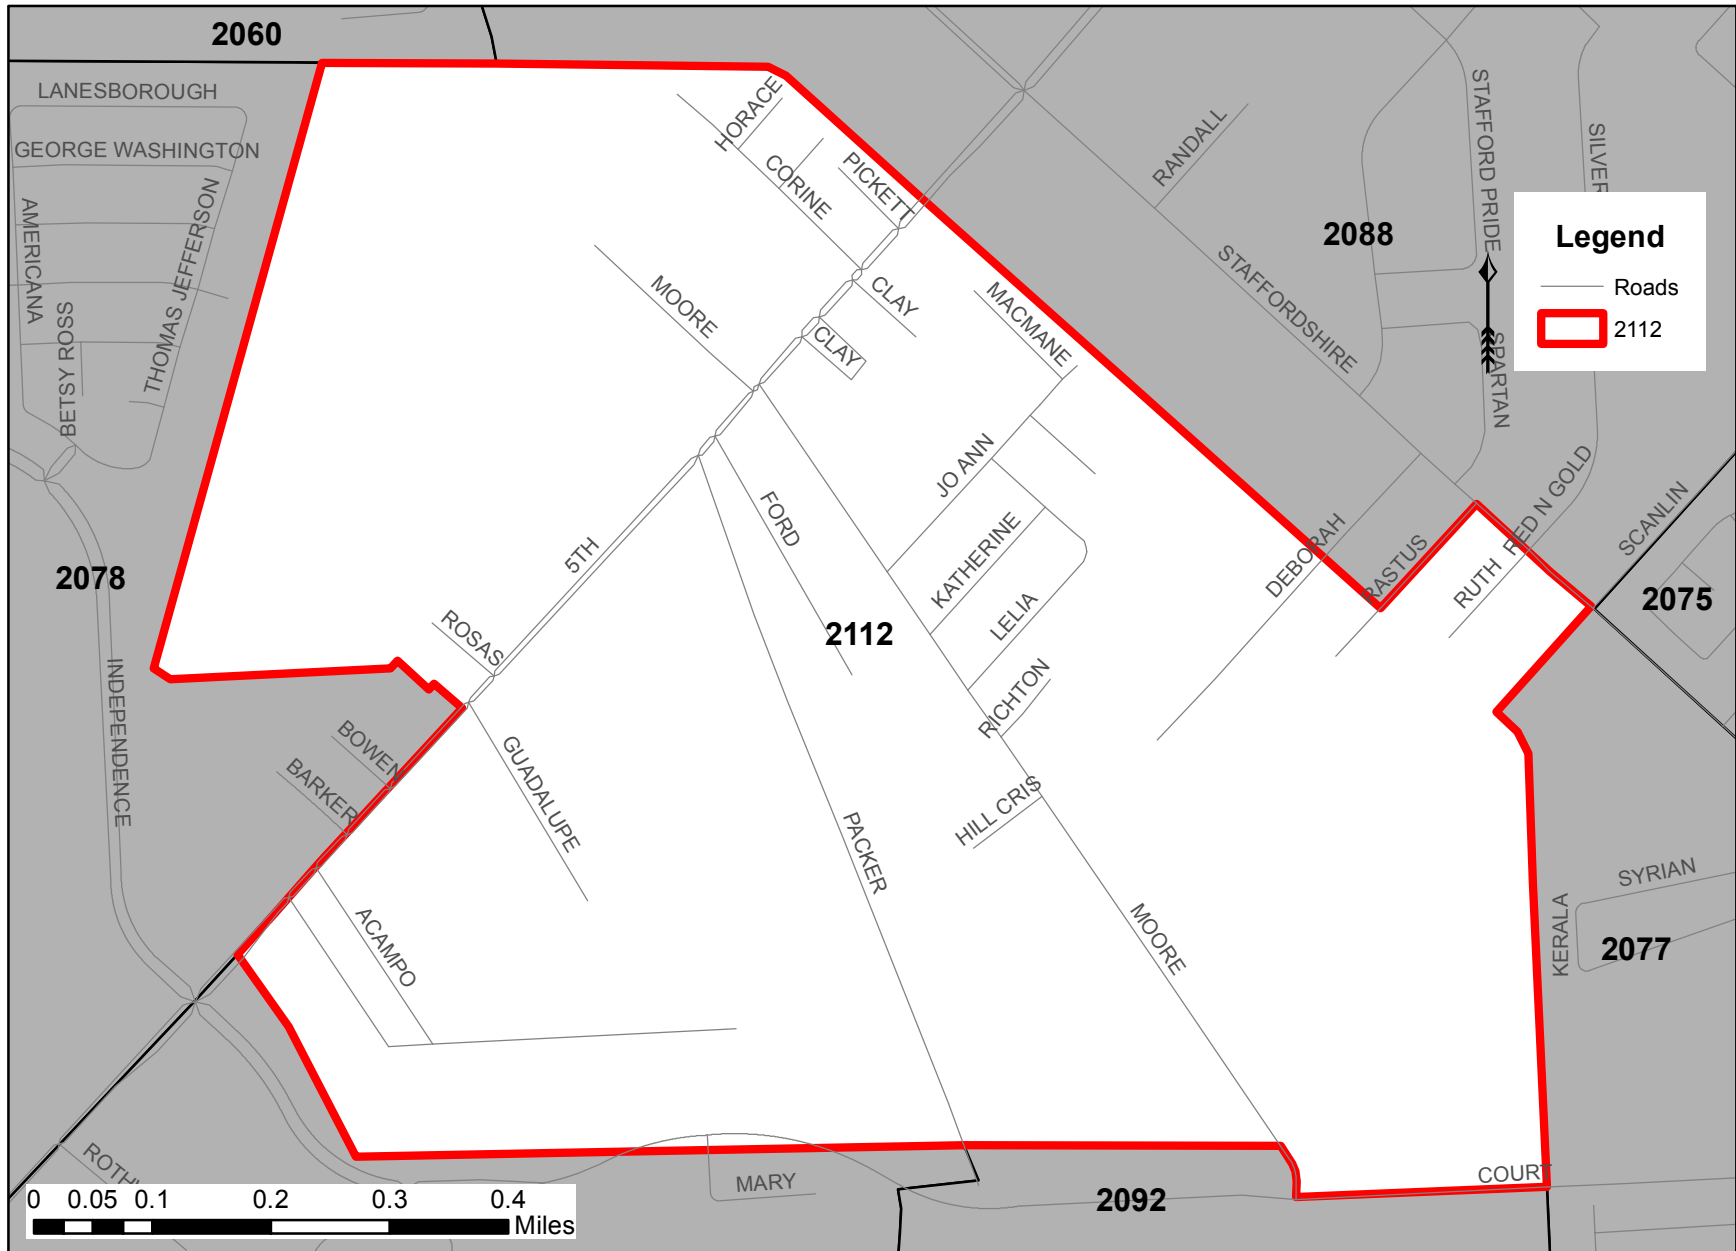 2060
LANESBOROUGH
GEORGE WASHINGTON
AMERICANA
BETSY ROSS
THOMAS JEFFERSON
2078
INDEPENDENCE
HORACE
CORINE
PICKETT
MOORE
CLAY
CLAY
MACMANE
RANDALL
STAFFORDSHIRE
2088
STAFFORD PRIDE
SILVER
SPARTAN
Legend
Roads
2112
JO ANN
FORD
5TH
KATHERINE
LELIA
2112
RICHTON
HILL CRIS
DEBORAH
RASTUS
RUTH
RED N GOLD
SCANLIN
2075
ROSAS
BOWEN
BARKER
GUADALUPE
ACAMPO
PACKER
MOORE
KERALA
SYRIAN
2077
COURT
MARY
2092
0 0.05 0.1 0.2 0.3 0.4
Miles